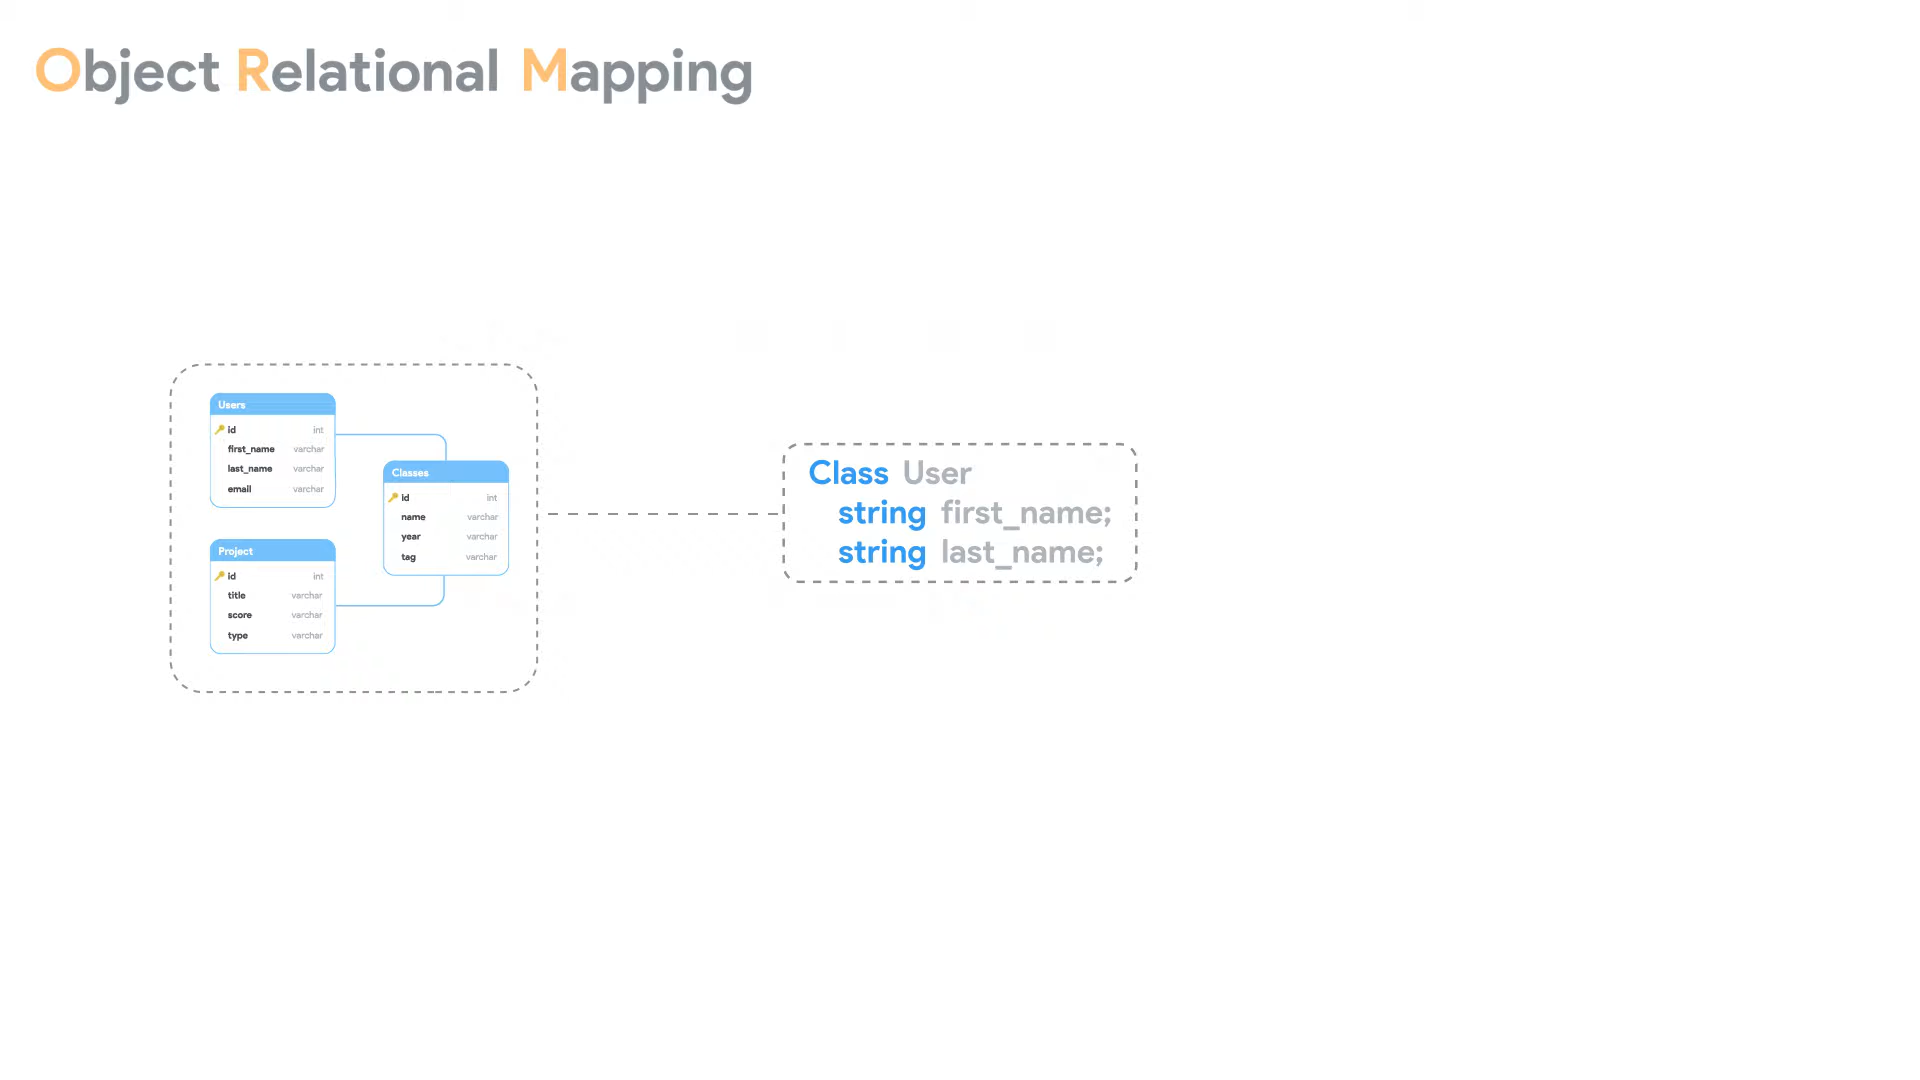 Object Relational Mapping
Users
id int
first_name varchar
last_name varchar
email varchar
Classes
id int
name varchar
year varchar
tag varchar
Project
id int
title varchar
score varchar
type varchar
Class User
string first_name;
string last_name;